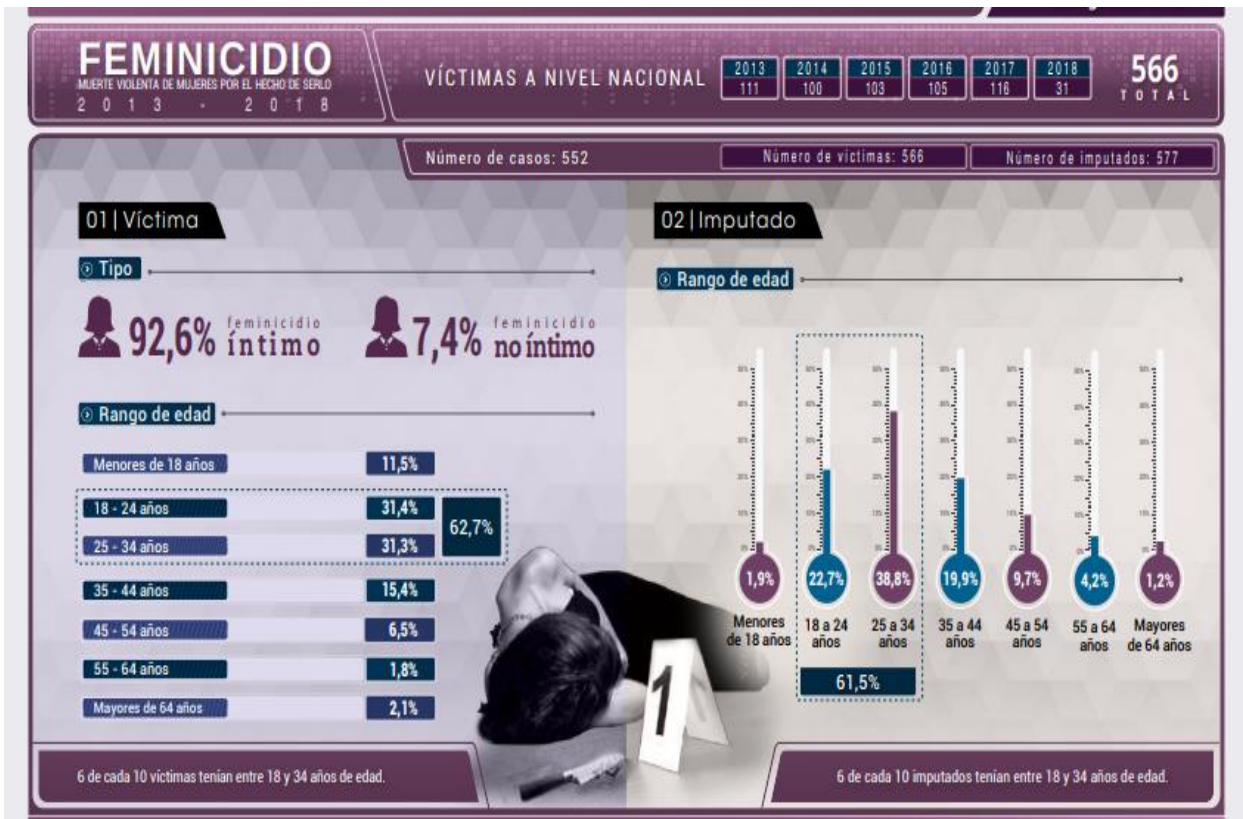 FEMINICIDIO
MUERTE VIOLENTA DE MUJERES POR EL HECHO DE SERLO
2013 - 2018
VÍCTIMAS A NIVEL NACIONAL
2013 2014 2015 2016 2017 2018
111 100 103 105 116 31
566
TOTAL
Número de casos: 552
Número de víctimas: 566
Número de imputados: 577
01 | Víctima
Tipo
92,6% feminicidio íntimo
7,4% feminicidio no íntimo
Rango de edad
Menores de 18 años 11,5%
18 - 24 años 31,4%
25 - 34 años 31,3%
62,7%
35 - 44 años 15,4%
45 - 54 años 6,5%
55 - 64 años 1,8%
Mayores de 64 años 2,1%
6 de cada 10 víctimas tenían entre 18 y 34 años de edad.
02 | Imputado
Rango de edad
1,9% 22,7% 38,8% 19,9% 9,7% 4,2% 1,2%
Menores de 18 años
18 a 24 años
25 a 34 años
35 a 44 años
45 a 54 años
55 a 64 años
Mayores de 64 años
61,5%
1
6 de cada 10 imputados tenían entre 18 y 34 años de edad.